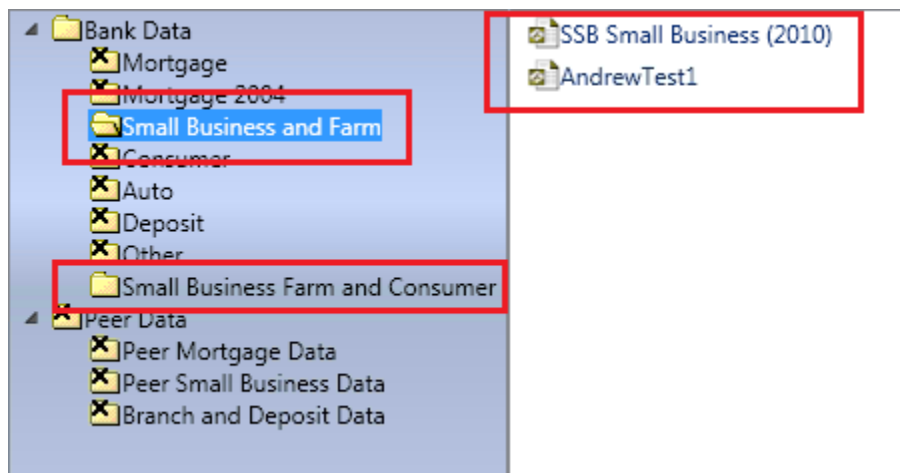 Bank Data
Mortgage
Mortgage 2004
Small Business and Farm
Consumer
Auto
Deposit
Other
Small Business Farm and Consumer
Peer Data
Peer Mortgage Data
Peer Small Business Data
Branch and Deposit Data
SSB Small Business (2010)
AndrewTest1